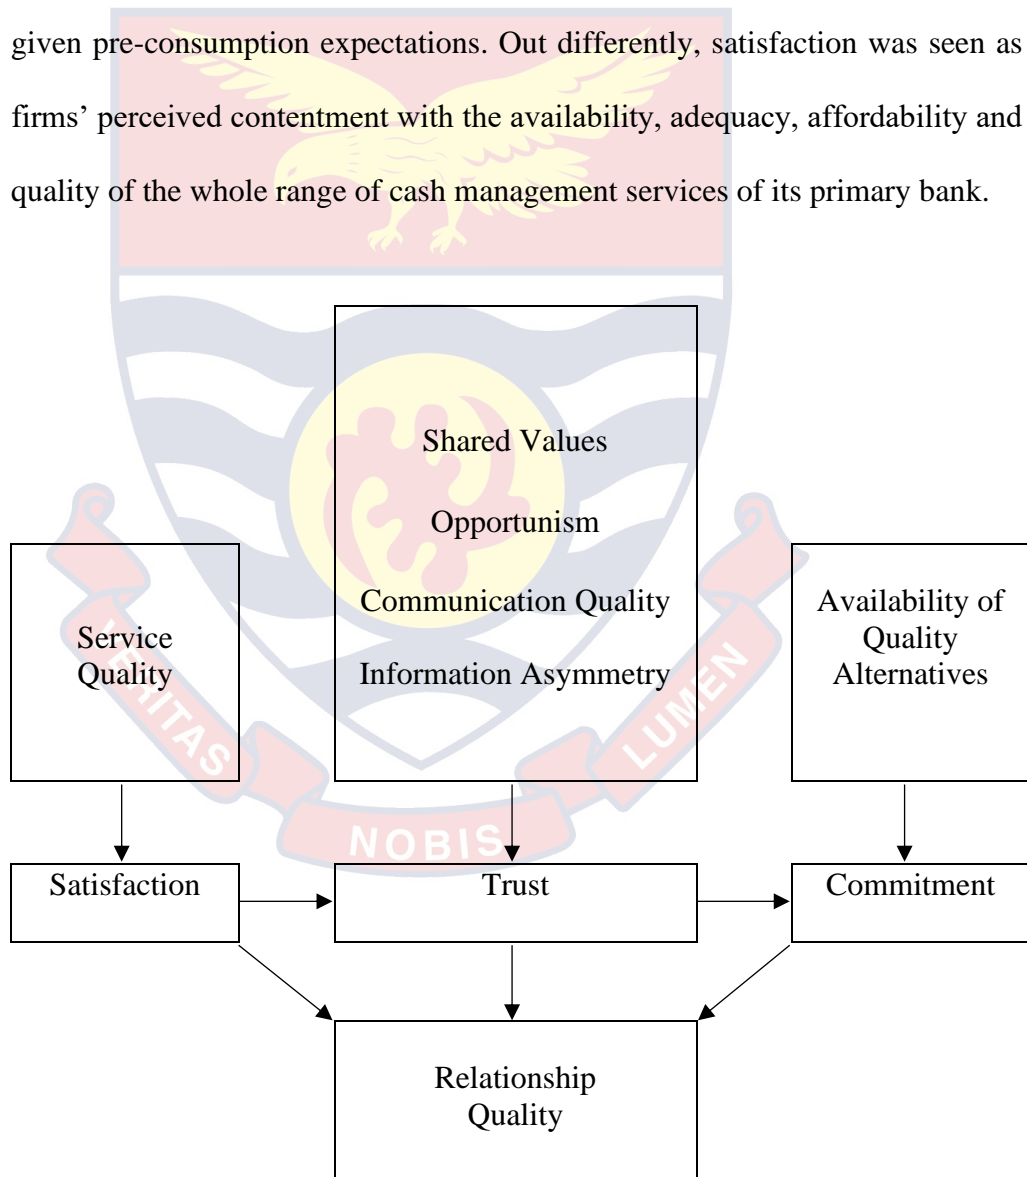 given pre-consumption expectations. Out differently, satisfaction was seen as
firms’ perceived contentment with the availability, adequacy, affordability and
quality of the whole range of cash management services of its primary bank.
Shared Values
Opportunism
Communication Quality
Information Asymmetry
Service
Quality
Availability of
Quality
Alternatives
VERITAS
NOBIS
LUMEN
Satisfaction
Trust
Commitment
Relationship
Quality